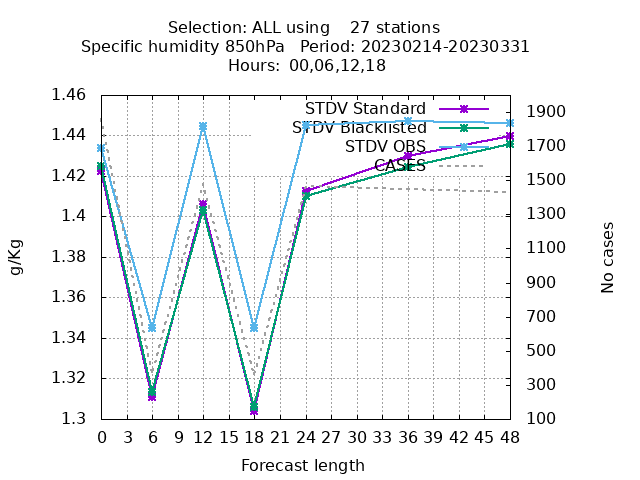 Selection: ALL using 27 stations
Specific humidity 850hPa Period: 20230214-20230331
Hours: 00,06,12,18
STDV Standard
STDV Blacklisted
STDV OBS
CASES
1.46
1.44
1.42
1.4
1.38
1.36
1.34
1.32
1.3
g/Kg
1900
1700
1500
1300
1100
900
700
500
300
100
No cases
0 3 6 9 12 15 18 21 24 27 30 33 36 39 42 45 48
Forecast length